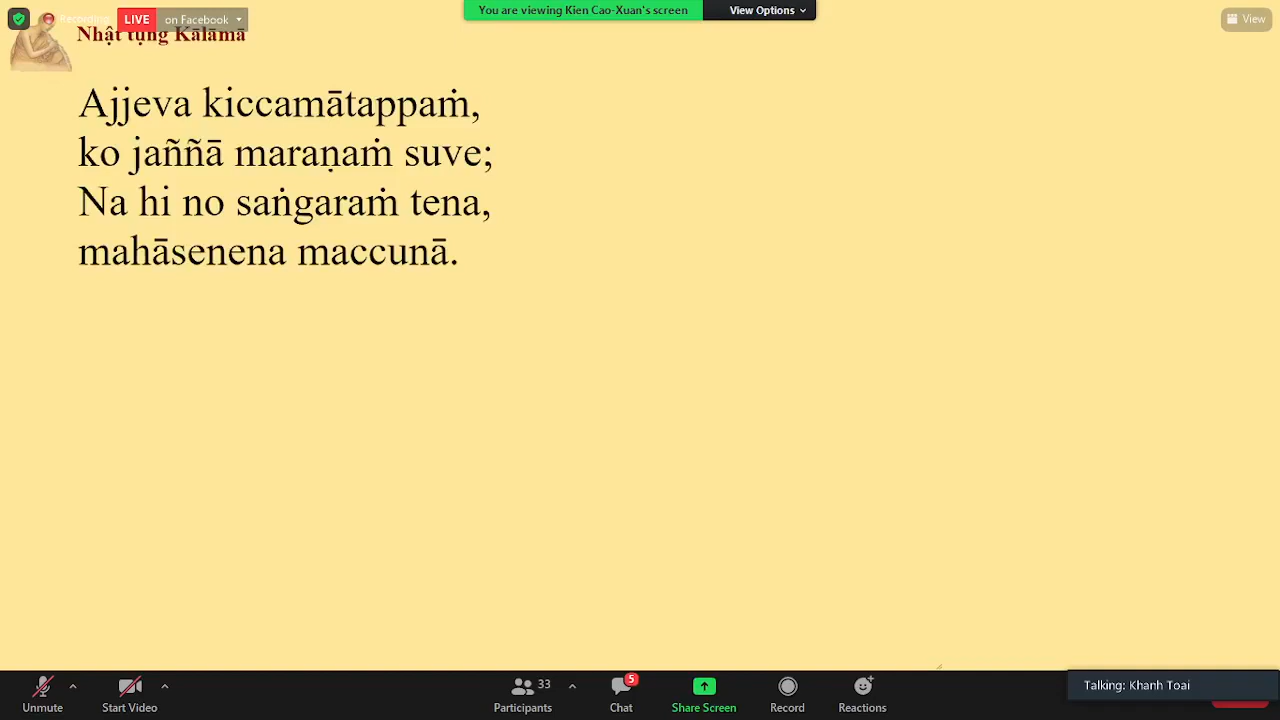 Recording
LIVE on Facebook
You are viewing Kien Cao-Xuan's screen View Options
View
Nhật tụng Kālāmā
Ajjeva kiccamātappaṁ,
ko jaññā maraṇaṁ suve;
Na hi no saṅgaraṁ tena,
mahāsenena maccunā.
Talking: Khanh Toai
33
5
Unmute Start Video Participants Chat Share Screen Record Reactions